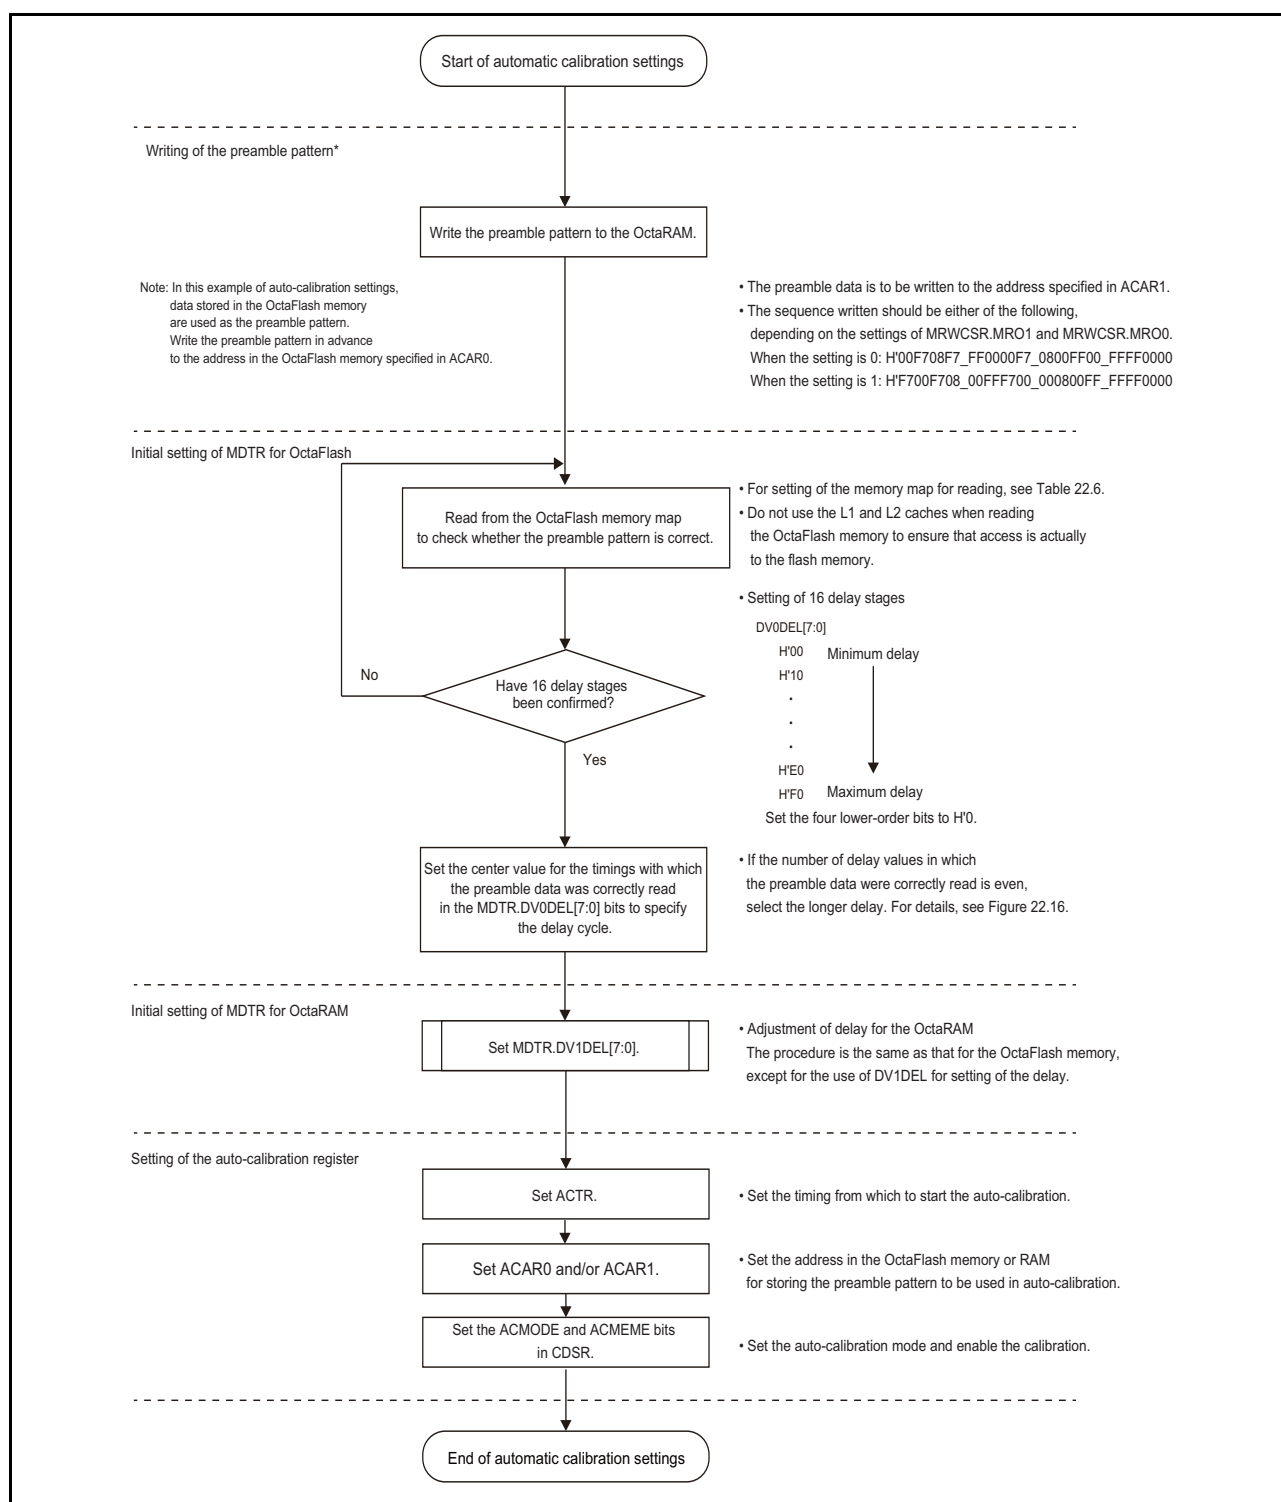 Start of automatic calibration settings
Writing of the preamble pattern*
Write the preamble pattern to the OctaRAM.
Note: In this example of auto-calibration settings,
data stored in the OctaFlash memory
are used as the preamble pattern.
Write the preamble pattern in advance
to the address in the OctaFlash memory specified in ACAR0.
• The preamble data is to be written to the address specified in ACAR1.
• The sequence written should be either of the following,
depending on the settings of MRWCSR.MRO1 and MRWCSR.MRO0.
When the setting is 0: H'00F708F7_FF0000F7_0800FF00_FFFF0000
When the setting is 1: H'F700F708_00FFF700_000800FF_FFFF0000
Initial setting of MDTR for OctaFlash
Read from the OctaFlash memory map
to check whether the preamble pattern is correct.
• For setting of the memory map for reading, see Table 22.6.
• Do not use the L1 and L2 caches when reading
the OctaFlash memory to ensure that access is actually
to the flash memory.
• Setting of 16 delay stages
DV0DEL[7:0]
H'00 Minimum delay
H'10
.
.
.
H'E0
H'F0 Maximum delay
Set the four lower-order bits to H'0.
No
Have 16 delay stages
been confirmed?
Yes
Set the center value for the timings with which
the preamble data was correctly read
in the MDTR.DV0DEL[7:0] bits to specify
the delay cycle.
• If the number of delay values in which
the preamble data were correctly read is even,
select the longer delay. For details, see Figure 22.16.
Initial setting of MDTR for OctaRAM
Set MDTR.DV1DEL[7:0].
• Adjustment of delay for the OctaRAM
The procedure is the same as that for the OctaFlash memory,
except for the use of DV1DEL for setting of the delay.
Setting of the auto-calibration register
Set ACTR.
• Set the timing from which to start the auto-calibration.
Set ACAR0 and/or ACAR1.
• Set the address in the OctaFlash memory or RAM
for storing the preamble pattern to be used in auto-calibration.
Set the ACMODE and ACMEME bits
in CDSR.
• Set the auto-calibration mode and enable the calibration.
End of automatic calibration settings